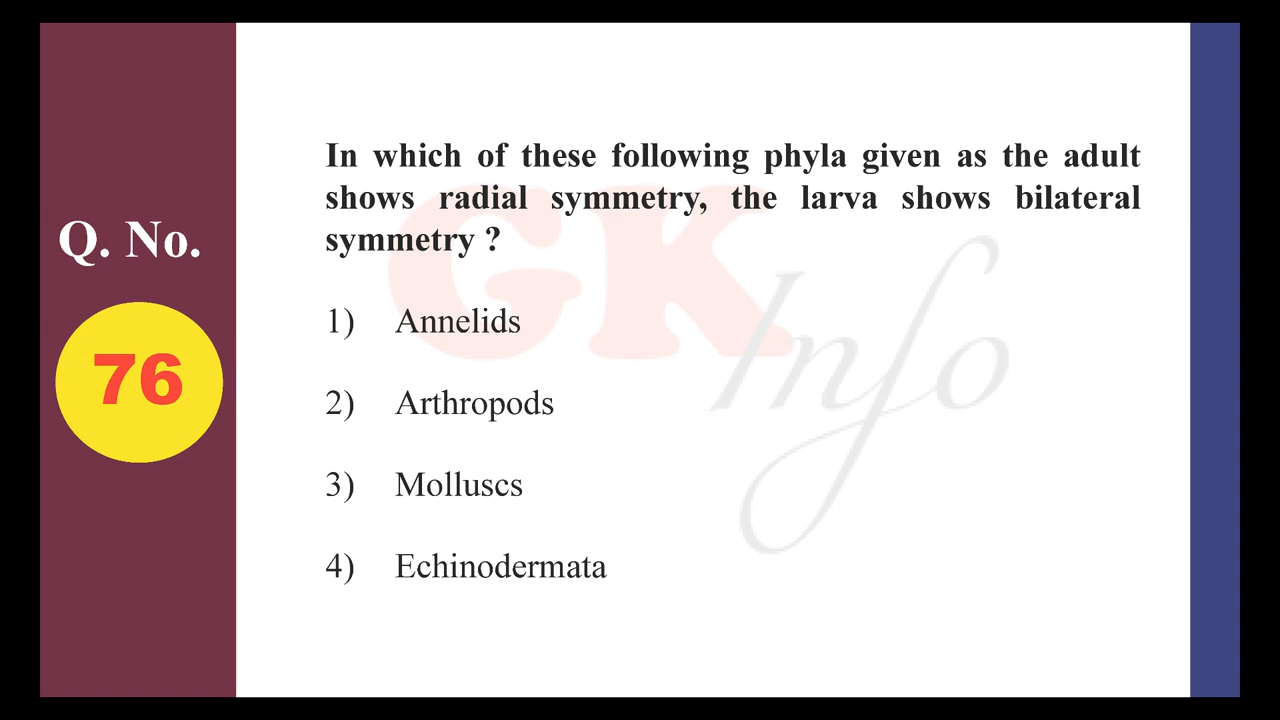 Q. No.
76
In which of these following phyla given as the adult
shows radial symmetry, the larva shows bilateral
symmetry ?
1) Annelids
2) Arthropods
3) Molluscs
4) Echinodermata
GK
Info